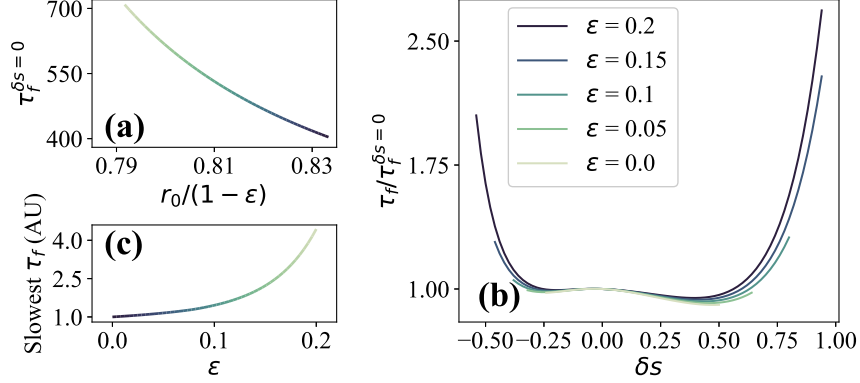 700
550
400
τ_f^{δs = 0}
(a)
0.79 0.81 0.83
r₀/(1 − ε)
4.0
2.5
1.0
Slowest τ_f (AU)
(c)
0.0 0.1 0.2
ε
2.50
1.75
1.00
τ_f/τ_f^{δs = 0}
ε = 0.2
ε = 0.15
ε = 0.1
ε = 0.05
ε = 0.0
(b)
−0.50 −0.25 0.00 0.25 0.50 0.75 1.00
δs